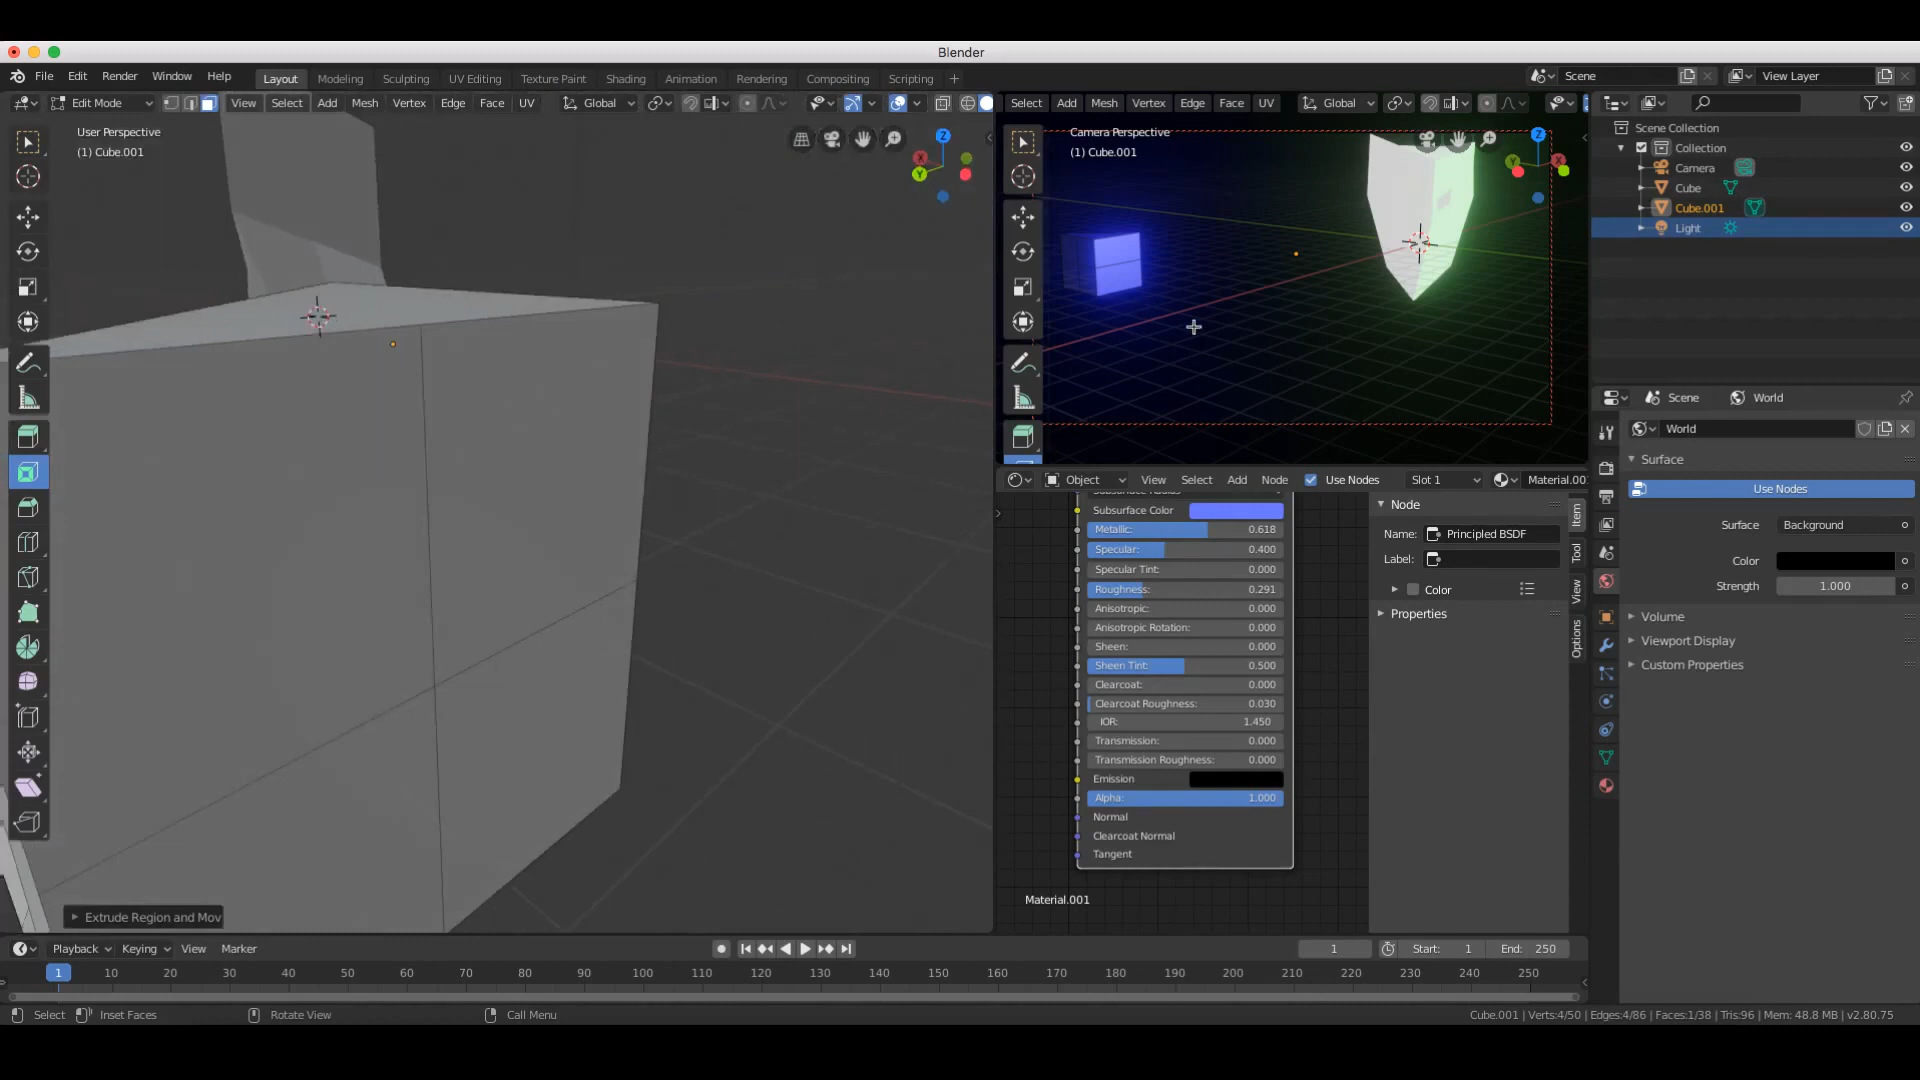 Blender
File Edit Render Window Help Layout Modeling Sculpting UV Editing Texture Paint Shading Animation Rendering Compositing Scripting + Scene View Layer
Edit Mode View Select Add Mesh Vertex Edge Face UV Global
Select Add Mesh Vertex Edge Face UV Global
User Perspective
(1) Cube.001
Z
X
Y
Camera Perspective
(1) Cube.001
Z
Y
X
Scene Collection
Collection
Camera
Cube
Cube.001
Light
Scene World
World
Surface
Use Nodes
Surface Background
Color
Strength 1.000
Volume
Viewport Display
Custom Properties
Object View Select Add Node Use Nodes Slot 1 Material.00
Subsurface Color
Metallic: 0.618
Specular: 0.400
Specular Tint: 0.000
Roughness: 0.291
Anisotropic: 0.000
Anisotropic Rotation: 0.000
Sheen: 0.000
Sheen Tint: 0.500
Clearcoat: 0.000
Clearcoat Roughness: 0.030
IOR: 1.450
Transmission: 0.000
Transmission Roughness: 0.000
Emission
Alpha: 1.000
Normal
Clearcoat Normal
Tangent
Material.001
Node
Name: Principled BSDF
Label:
Color
Properties
Item
Tool
View
Options
Extrude Region and Mov
Playback Keying View Marker 1 Start: 1 End: 250
1 10 20 30 40 50 60 70 80 90 100 110 120 130 140 150 160 170 180 190 200 210 220 230 240 250
Select Inset Faces Rotate View Call Menu Cube.001 | Verts:4/50 | Edges:4/86 | Faces:1/38 | Tris:96 | Mem: 48.8 MB | v2.80.75